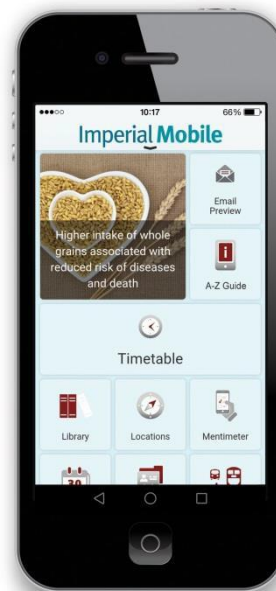 10:17
66%
Imperial Mobile
Higher intake of whole
grains associated with
reduced risk of diseases
and death
Email
Preview
A-Z Guide
Timetable
Library
Locations
Mentimeter
30